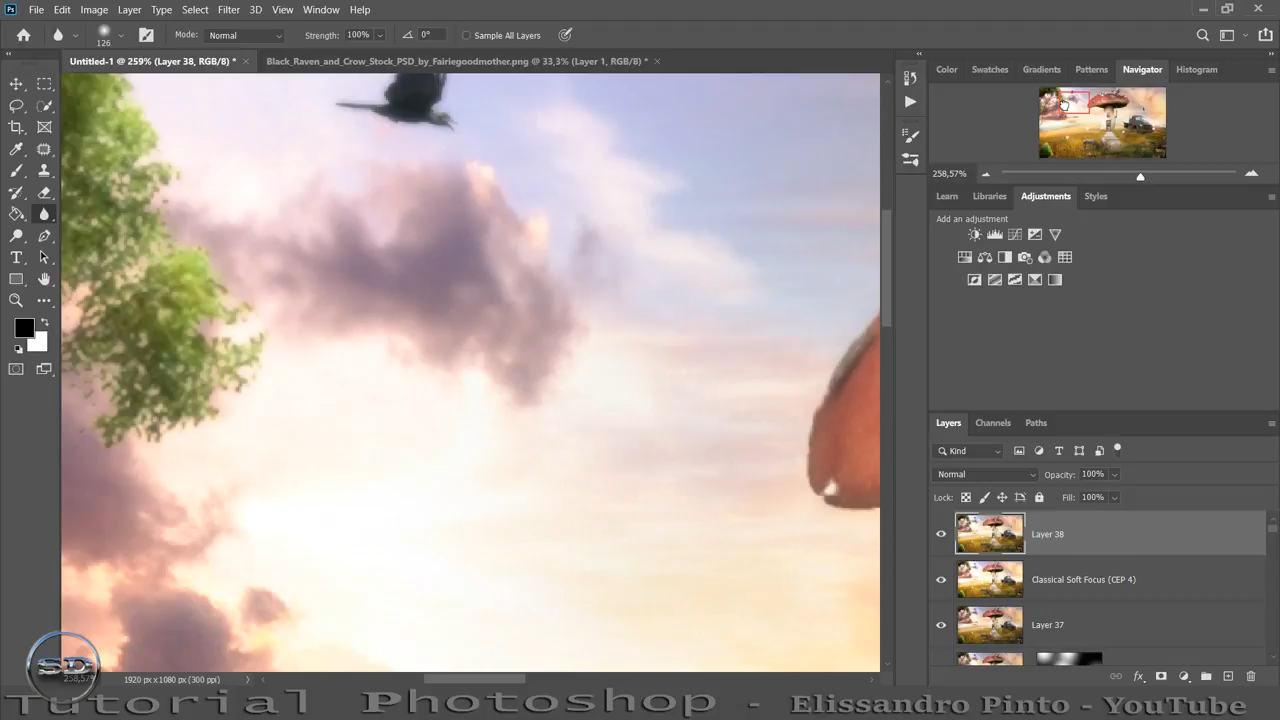 Ps File Edit Image Layer Type Select Filter 3D View Window Help
126 Mode: Normal Strength: 100% 0° Sample All Layers
Untitled-1 @ 259% (Layer 38, RGB/8) * Black_Raven_and_Crow_Stock_PSD_by_Fairiegoodmother.png @ 33,3% (Layer 1, RGB/8) *
Color Swatches Gradients Patterns Navigator Histogram
258,57%
Learn Libraries Adjustments Styles
Add an adjustment
Layers Channels Paths
Kind
Normal Opacity: 100%
Lock: Fill: 100%
Layer 38
Classical Soft Focus (CEP 4)
Layer 37
SD
258,57% 1920 px x 1080 px (300 ppi)
Tutorial Photoshop - Elissandro Pinto - YouTube